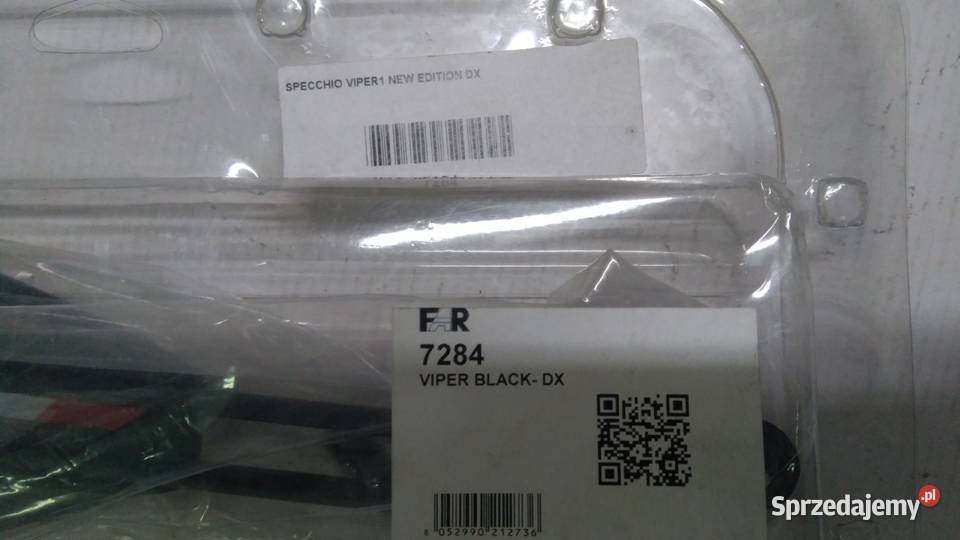 SPECCHIO VIPER1 NEW EDITION DX
FAR
7284
VIPER BLACK- DX
8 052990 212736
Sprzedajemy.pl